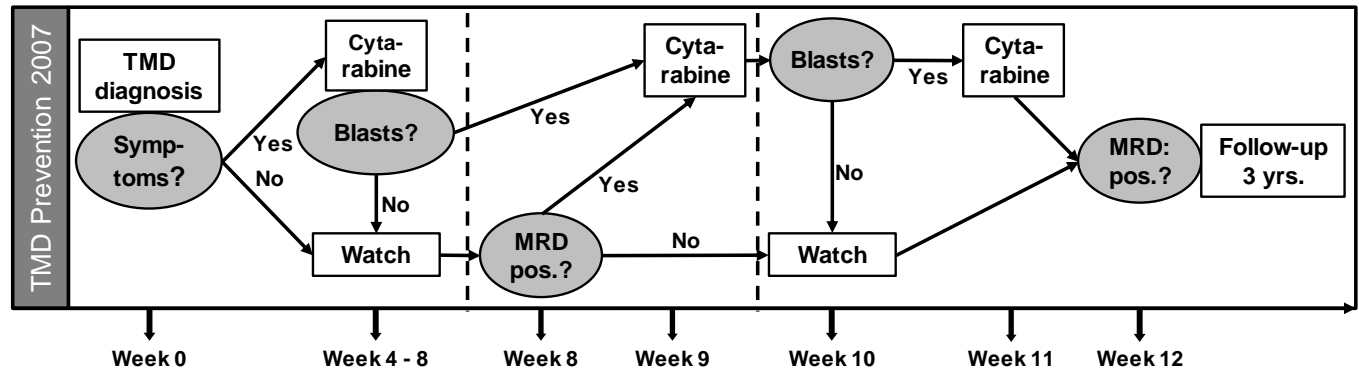 TMD Prevention 2007
TMD
diagnosis
Symp-
toms?
Yes
No
Cyta-
rabine
Blasts?
No
Watch
Yes
MRD
pos.?
Yes
No
Cyta-
rabine
Blasts?
Yes
No
Watch
Cyta-
rabine
MRD:
pos.?
Follow-up
3 yrs.
Week 0
Week 4 - 8
Week 8
Week 9
Week 10
Week 11
Week 12